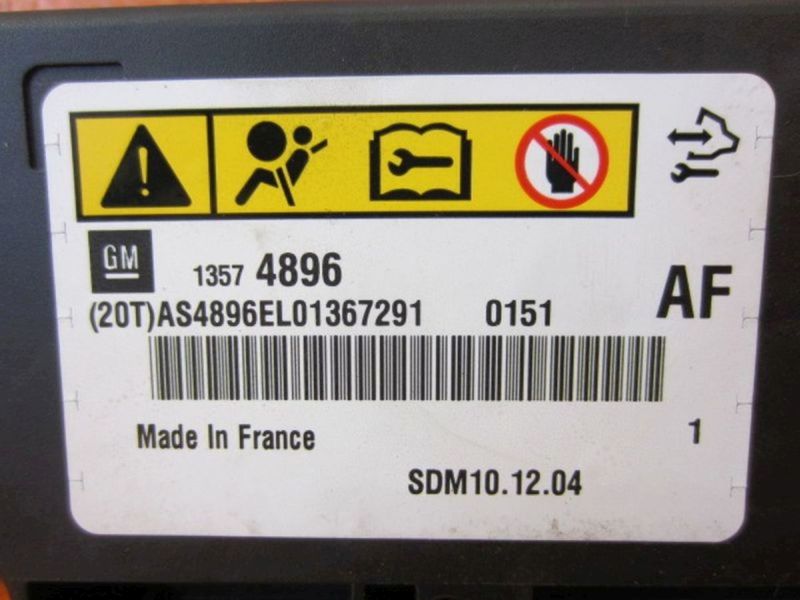 GM 1357 4896
AF
(20T)AS4896EL01367291 0151
Made In France 1
SDM10.12.04